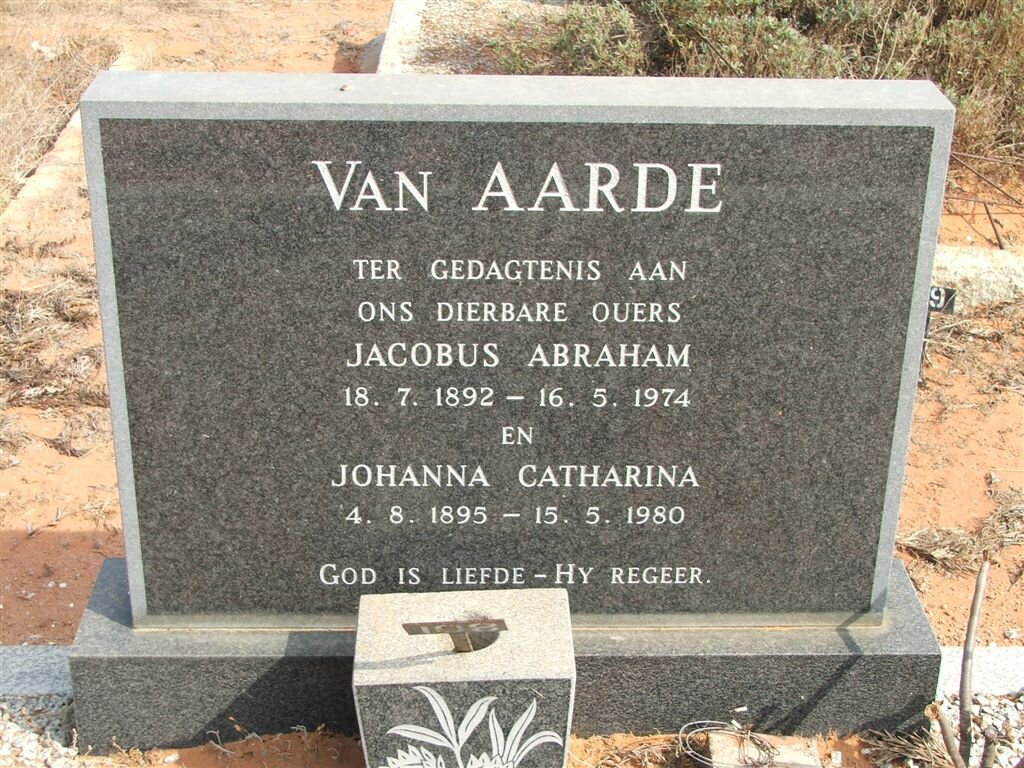 VAN AARDE
TER GEDAGTENIS AAN
ONS DIERBARE OUERS
JACOBUS ABRAHAM
18. 7. 1892 – 16. 5. 1974
EN
JOHANNA CATHARINA
4. 8. 1895 – 15. 5. 1980
GOD IS LIEFDE – HY REGEER.
9